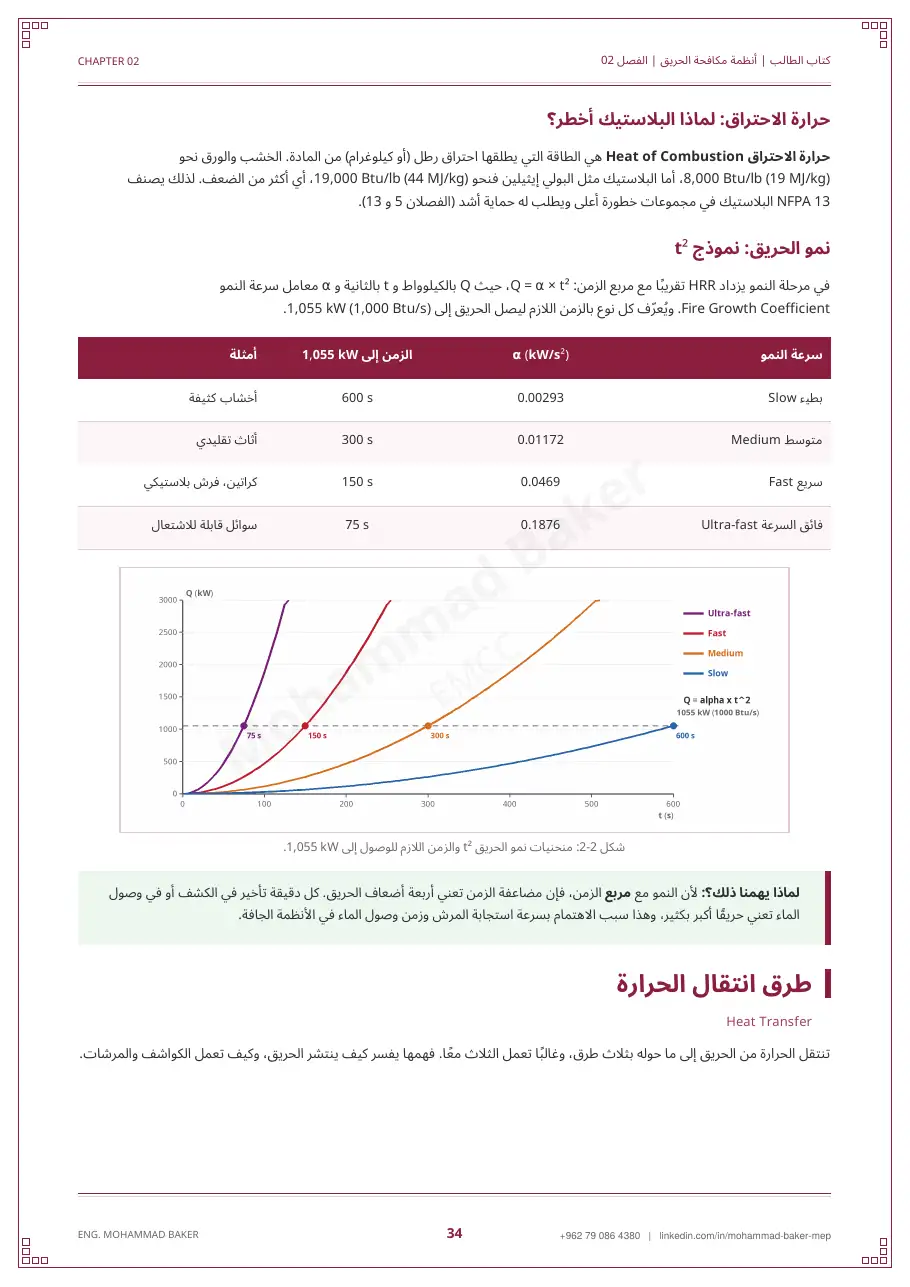 كتاب الطالب | أنظمة مكافحة الحريق | الفصل 02
CHAPTER 02
حرارة الاحتراق: لماذا البلاستيك أخطر؟
حرارة الاحتراق Heat of Combustion هي الطاقة التي يطلقها احتراق رطل (أو كيلوغرام) من المادة. الخشب والورق نحو
8,000 Btu/lb (19 MJ/kg)، أما البلاستيك مثل البولي إيثيلين فنحو 19,000 Btu/lb (44 MJ/kg)، أي أكثر من الضعف. لذلك يصنف
NFPA 13 البلاستيك في مجموعات خطورة أعلى ويطلب له حماية أشد (الفصلان 5 و 13).
نمو الحريق: نموذج t²
في مرحلة النمو يزداد HRR تقريبًا مع مربع الزمن: Q = α × t²، حيث Q بالكيلوواط و t بالثانية و α معامل سرعة النمو
Fire Growth Coefficient. ويُعرّف كل نوع بالزمن اللازم ليصل الحريق إلى 1,055 kW (1,000 Btu/s).
سرعة النمو α (kW/s²) الزمن إلى 1,055 kW أمثلة
بطيء Slow 0.00293 600 s أخشاب كثيفة
متوسط Medium 0.01172 300 s أثاث تقليدي
سريع Fast 0.0469 150 s كراتين، فرش بلاستيكي
فائق السرعة Ultra-fast 0.1876 75 s سوائل قابلة للاشتعال
Q (kW)
3000
2500
2000
1500
1000
500
0
0 100 200 300 400 500 600
t (s)
75 s
150 s
300 s
600 s
Ultra-fast
Fast
Medium
Slow
Q = alpha x t^2
1055 kW (1000 Btu/s)
شكل 2-2: منحنيات نمو الحريق t² والزمن اللازم للوصول إلى 1,055 kW.
لماذا يهمنا ذلك؟: لأن النمو مع مربع الزمن، فإن مضاعفة الزمن تعني أربعة أضعاف الحريق. كل دقيقة تأخير في الكشف أو في وصول
الماء تعني حريقًا أكبر بكثير، وهذا سبب الاهتمام بسرعة استجابة المرش وزمن وصول الماء في الأنظمة الجافة.
طرق انتقال الحرارة
Heat Transfer
تنتقل الحرارة من الحريق إلى ما حوله بثلاث طرق، وغالبًا تعمل الثلاث معًا. فهمها يفسر كيف ينتشر الحريق، وكيف تعمل الكواشف والمرشات.
Mohammad Baker
EMCC
ENG. MOHAMMAD BAKER
34
+962 79 086 4380 | linkedin.com/in/mohammad-baker-mep